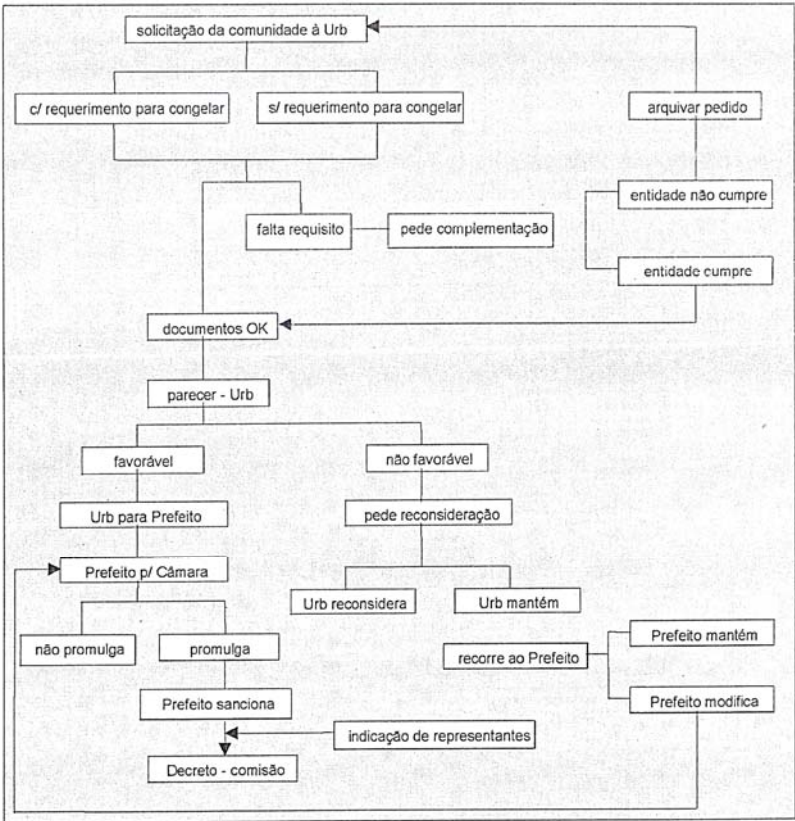 solicitação da comunidade à Urb
c/ requerimento para congelar
s/ requerimento para congelar
arquivar pedido
entidade não cumpre
falta requisito
pede complementação
entidade cumpre
documentos OK
parecer - Urb
favorável
não favorável
Urb para Prefeito
pede reconsideração
Prefeito p/ Câmara
Urb reconsidera
Urb mantém
não promulga
promulga
recorre ao Prefeito
Prefeito mantém
Prefeito sanciona
Prefeito modifica
indicação de representantes
Decreto - comisão